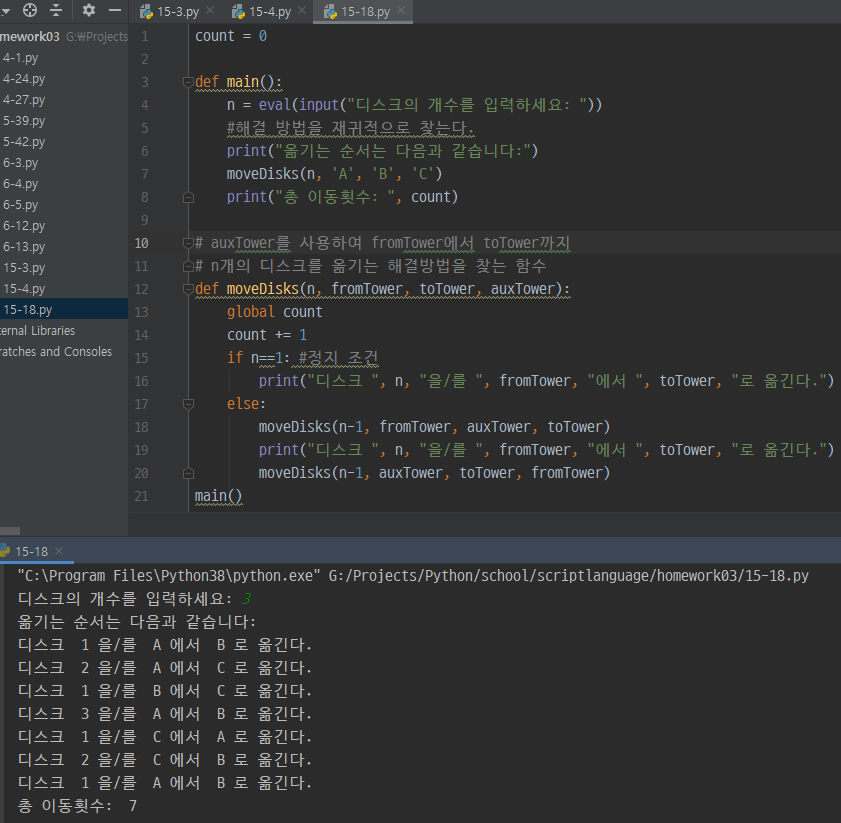 15-3.py
15-4.py
15-18.py
mework03 G:₩Projects
4-1.py
4-24.py
4-27.py
5-39.py
5-42.py
6-3.py
6-4.py
6-5.py
6-12.py
6-13.py
15-3.py
15-4.py
15-18.py
ternal Libraries
ratches and Consoles
1 count = 0
2
3 def main():
4 n = eval(input("디스크의 개수를 입력하세요: "))
5 #해결 방법을 재귀적으로 찾는다.
6 print("옮기는 순서는 다음과 같습니다:")
7 moveDisks(n, 'A', 'B', 'C')
8 print("총 이동횟수: ", count)
9
10 # auxTower를 사용하여 fromTower에서 toTower까지
11 # n개의 디스크를 옮기는 해결방법을 찾는 함수
12 def moveDisks(n, fromTower, toTower, auxTower):
13 global count
14 count += 1
15 if n==1: #정지 조건
16 print("디스크 ", n, "을/를 ", fromTower, "에서 ", toTower, "로 옮긴다.")
17 else:
18 moveDisks(n-1, fromTower, auxTower, toTower)
19 print("디스크 ", n, "을/를 ", fromTower, "에서 ", toTower, "로 옮긴다.")
20 moveDisks(n-1, auxTower, toTower, fromTower)
21 main()
15-18
"C:\Program Files\Python38\python.exe" G:/Projects/Python/school/scriptlanguage/homework03/15-18.py
디스크의 개수를 입력하세요: 3
옮기는 순서는 다음과 같습니다:
디스크  1 을/를  A 에서  B 로 옮긴다.
디스크  2 을/를  A 에서  C 로 옮긴다.
디스크  1 을/를  B 에서  C 로 옮긴다.
디스크  3 을/를  A 에서  B 로 옮긴다.
디스크  1 을/를  C 에서  A 로 옮긴다.
디스크  2 을/를  C 에서  B 로 옮긴다.
디스크  1 을/를  A 에서  B 로 옮긴다.
총 이동횟수:  7